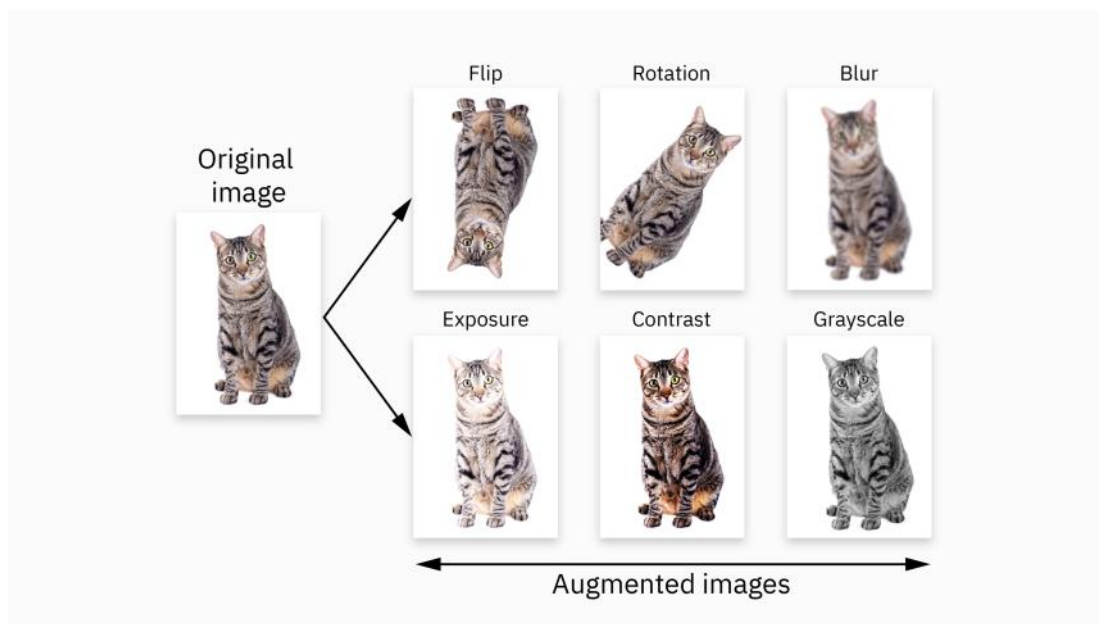 Original
image
Flip
Rotation
Blur
Exposure
Contrast
Grayscale
Augmented images